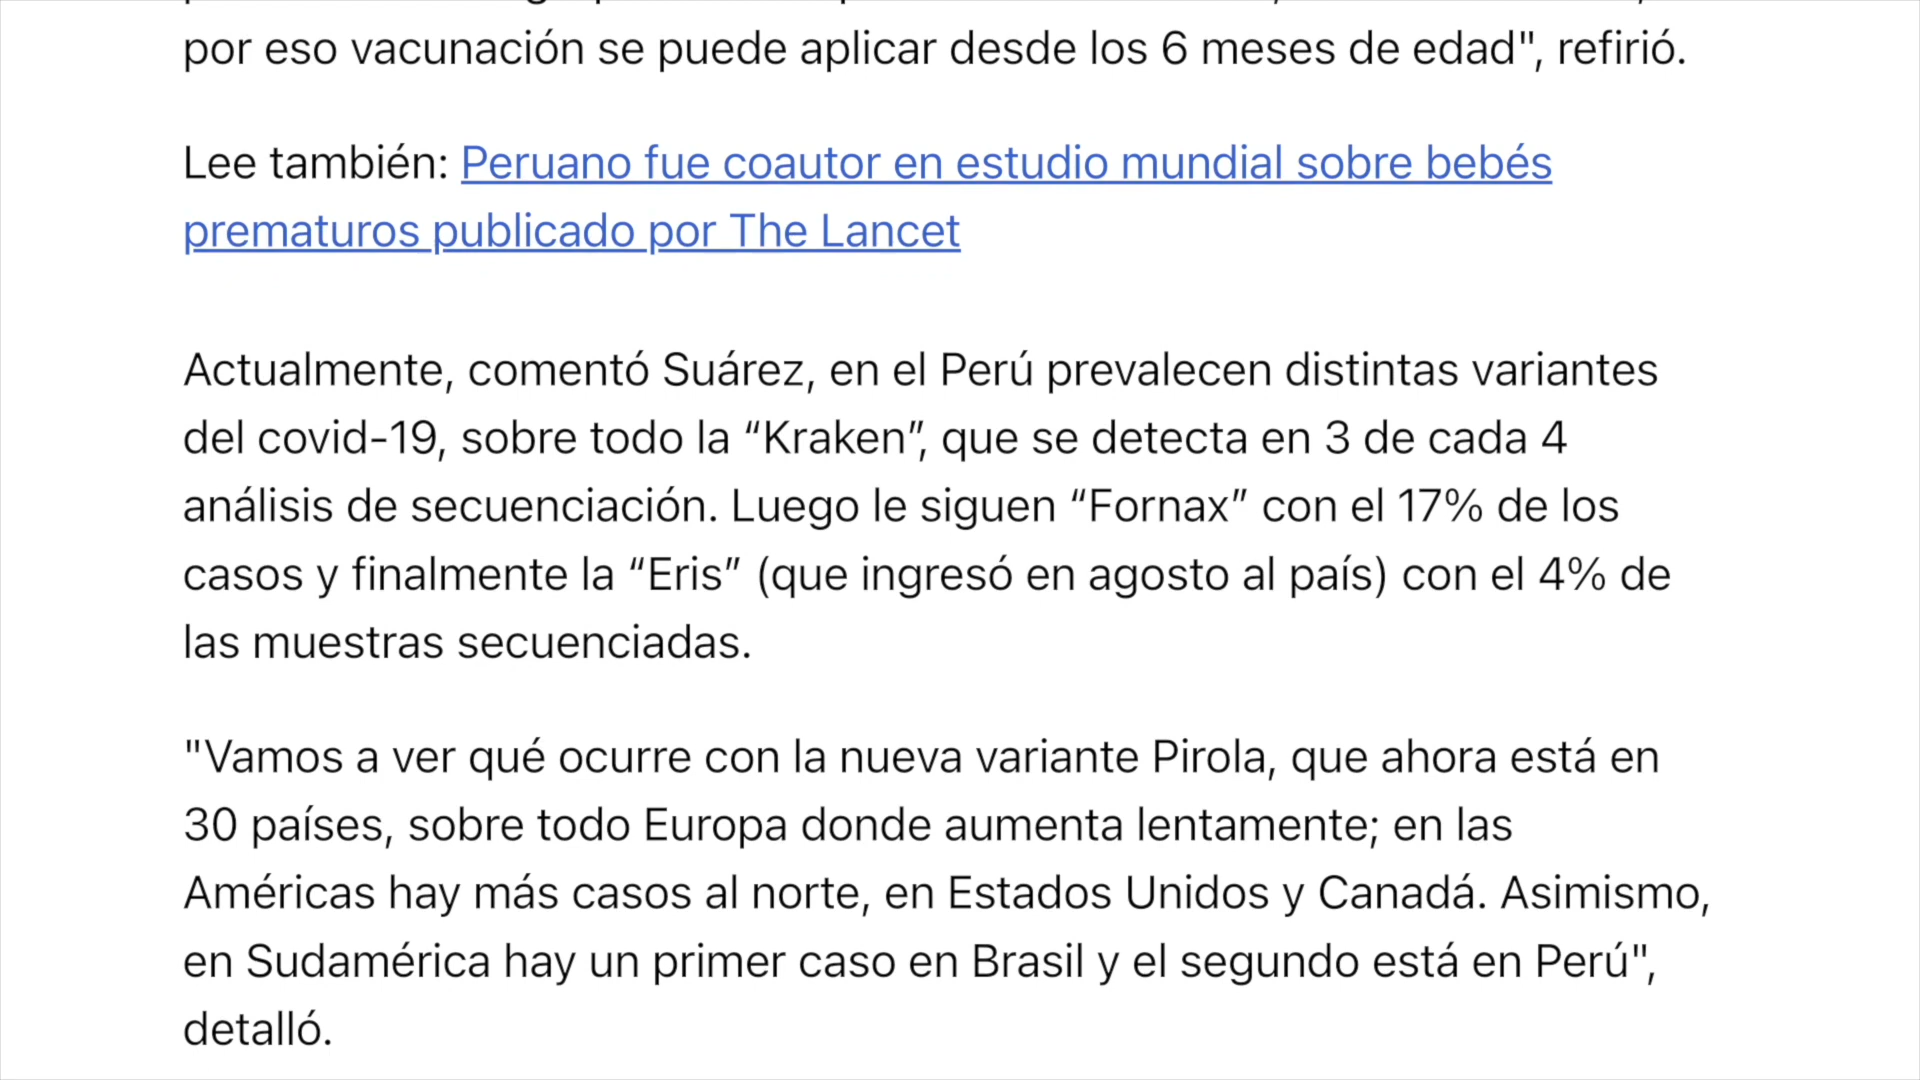 por eso vacunación se puede aplicar desde los 6 meses de edad", refirió.
Lee también: Peruano fue coautor en estudio mundial sobre bebés
prematuros publicado por The Lancet
Actualmente, comentó Suárez, en el Perú prevalecen distintas variantes
del covid-19, sobre todo la “Kraken”, que se detecta en 3 de cada 4
análisis de secuenciación. Luego le siguen “Fornax” con el 17% de los
casos y finalmente la “Eris” (que ingresó en agosto al país) con el 4% de
las muestras secuenciadas.
"Vamos a ver qué ocurre con la nueva variante Pirola, que ahora está en
30 países, sobre todo Europa donde aumenta lentamente; en las
Américas hay más casos al norte, en Estados Unidos y Canadá. Asimismo,
en Sudamérica hay un primer caso en Brasil y el segundo está en Perú",
detalló.